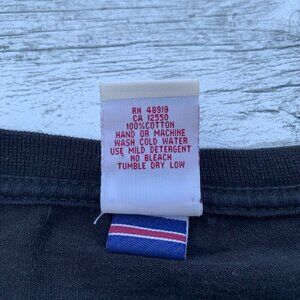 RN 48919
CA 12550
100%COTTON
HAND OR MACHINE
WASH COLD WATER
USE MILD DETERGENT
NO BLEACH
TUMBLE DRY LOW